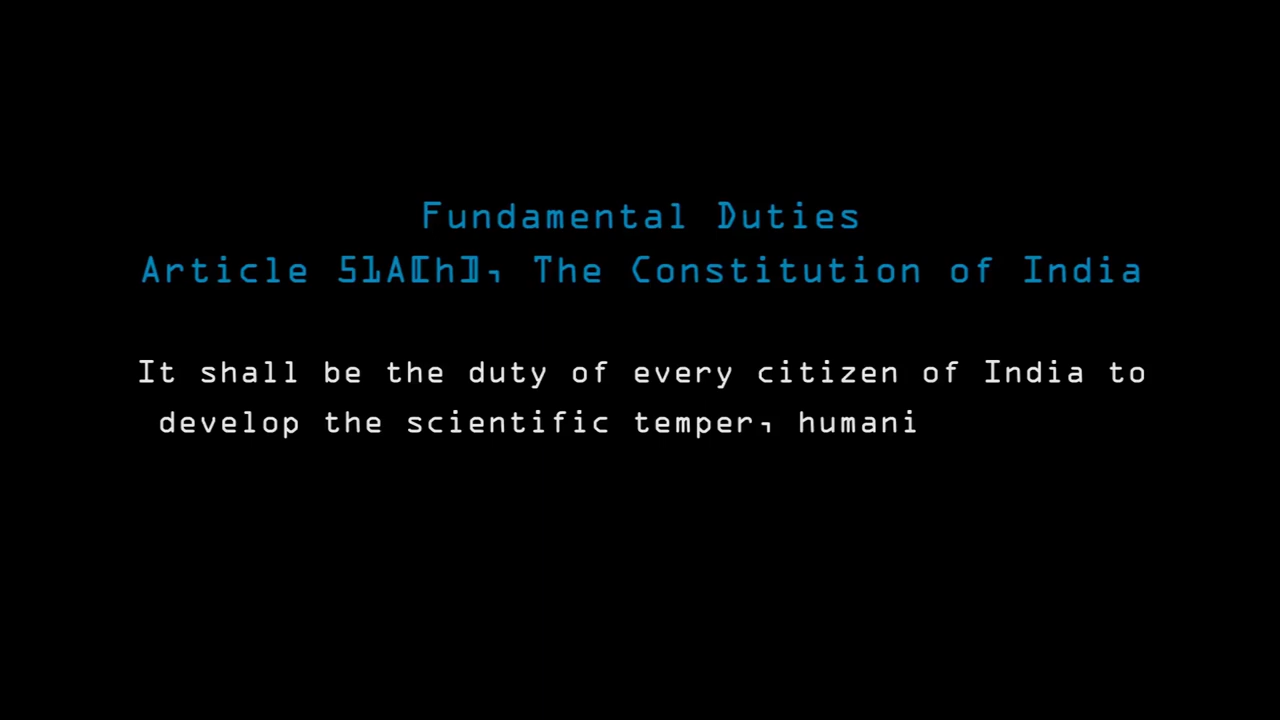 Fundamental Duties
Article 51A[h], The Constitution of India
It shall be the duty of every citizen of India to
develop the scientific temper, humani